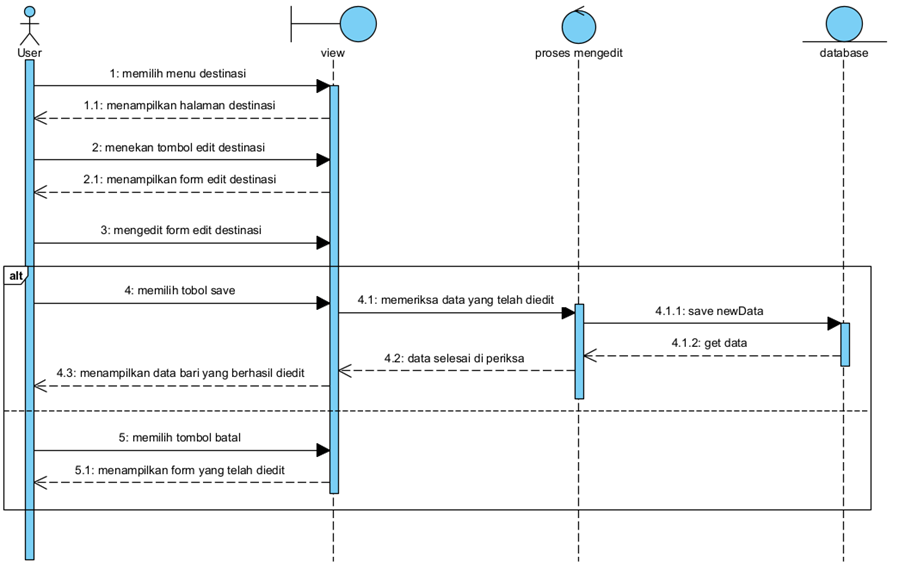 User
view
proses mengedit
database
1: memilih menu destinasi
1.1: menampilkan halaman destinasi
2: menekan tombol edit destinasi
2.1: menampilkan form edit destinasi
3: mengedit form edit destinasi
alt
4: memilih tobol save
4.1: memeriksa data yang telah diedit
4.1.1: save newData
4.1.2: get data
4.2: data selesai di periksa
4.3: menampilkan data bari yang berhasil diedit
5: memilih tombol batal
5.1: menampilkan form yang telah diedit